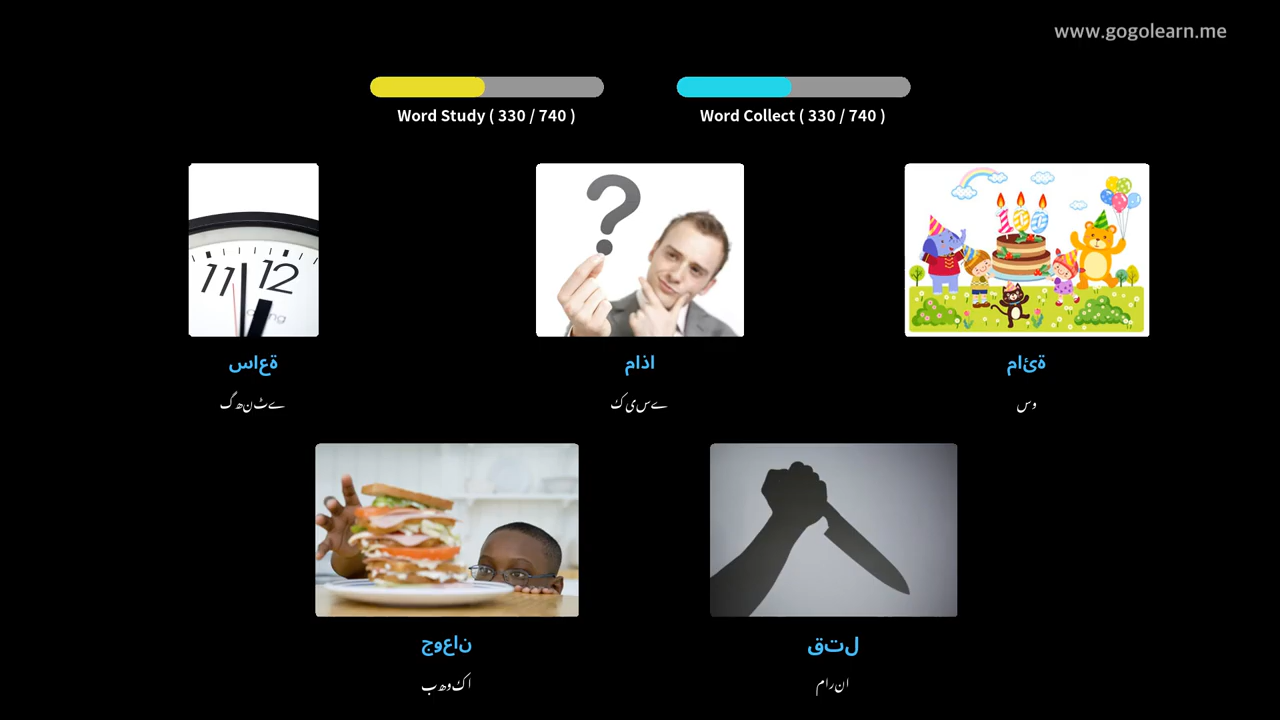 www.gogolearn.me
Word Study ( 330 / 740 )
Word Collect ( 330 / 740 )
ةعاس
اذام
ةئام
ےٹنھگ
ےسیک
وس
ناعوج
لتق
اکوھب
انرام